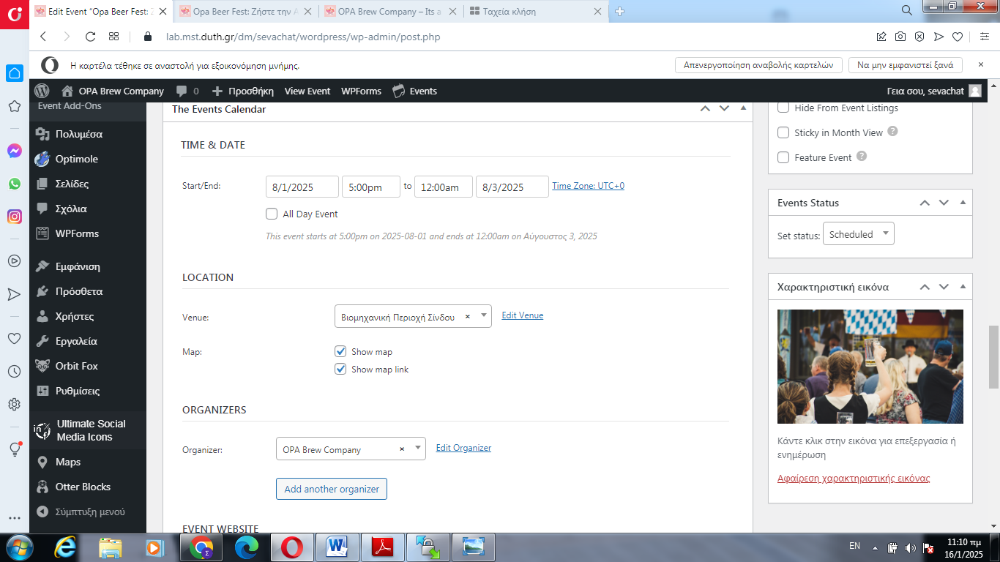 Edit Event “Opa Beer Fest: Ζ
Opa Beer Fest: Ζήστε την Α
OPA Brew Company – Its a
Ταχεία κλήση
lab.mst.duth.gr/dm/sevachat/wordpress/wp-admin/post.php
Η καρτέλα τέθηκε σε αναστολή για εξοικονόμηση μνήμης.
Απενεργοποίηση αναβολής καρτελών
Να μην εμφανιστεί ξανά
OPA Brew Company
0
Προσθήκη
View Event
WPForms
Events
Γεια σου, sevachat
Event Add-Ons
Πολυμέσα
Optimole
Σελίδες
Σχόλια
WPForms
Εμφάνιση
Πρόσθετα
Χρήστες
Εργαλεία
Orbit Fox
Ρυθμίσεις
Ultimate Social
Media Icons
Maps
Otter Blocks
Σύμπτυξη μενού
The Events Calendar
TIME & DATE
Start/End:
8/1/2025
5:00pm
to
12:00am
8/3/2025
Time Zone: UTC+0
All Day Event
This event starts at 5:00pm on 2025-08-01 and ends at 12:00am on Αύγουστος 3, 2025
LOCATION
Venue:
Βιομηχανική Περιοχή Σίνδου
Edit Venue
Map:
Show map
Show map link
ORGANIZERS
Organizer:
OPA Brew Company
Edit Organizer
Add another organizer
EVENT WEBSITE
Hide From Event Listings
Sticky in Month View
Feature Event
Events Status
Set status:
Scheduled
Χαρακτηριστική εικόνα
Κάντε κλικ στην εικόνα για επεξεργασία ή
ενημέρωση
Αφαίρεση χαρακτηριστικής εικόνας
EN
11:10 πμ
16/1/2025